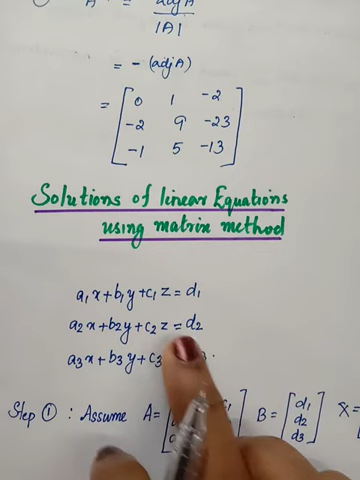 A = adjA
|A|
= - (adjA)
= [ 0 1 -2
-2 9 -23
-1 5 -13 ]
Solutions of linear Equations
using matrix method
a₁x+b₁y+c₁z=d₁
a₂x+b₂y+c₂z=d₂
a₃x+b₃y+c₃
Step ① : Assume A= [ B = [ d₁ X =
d₂
d₃ ]